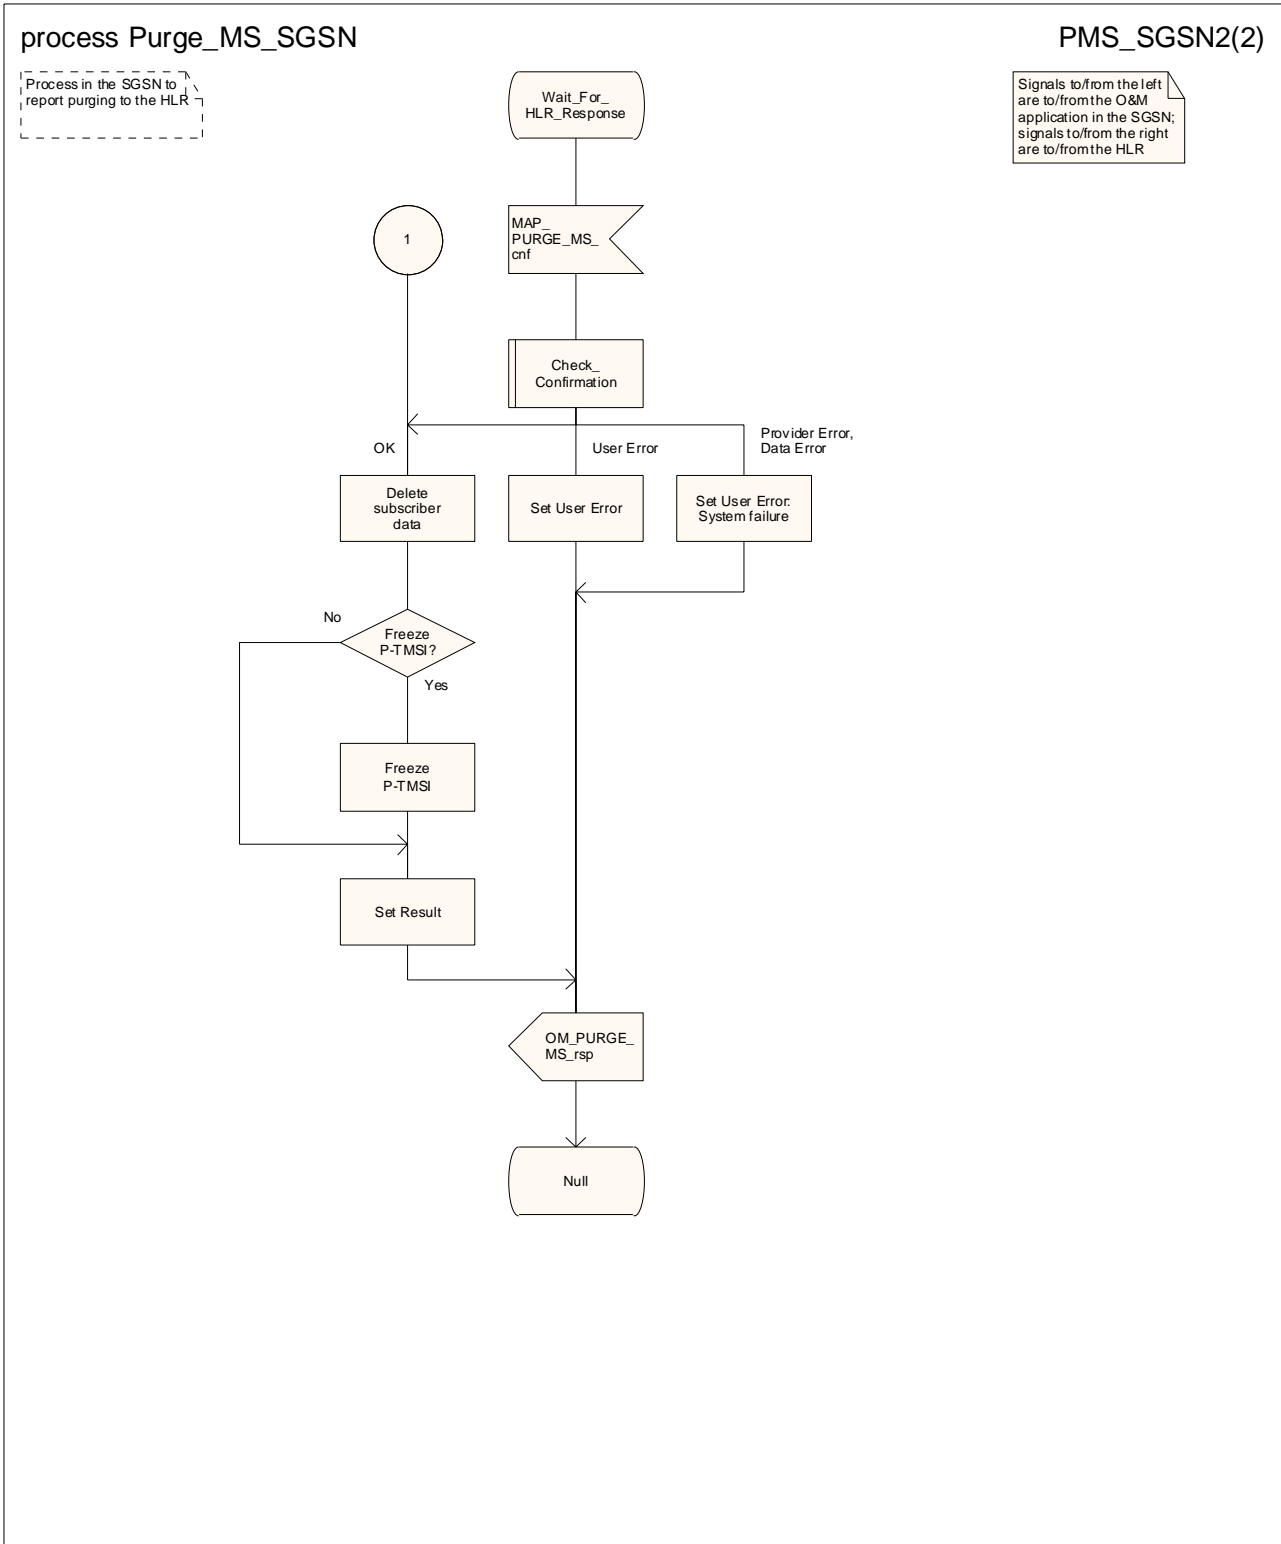 process Purge_MS_SGSN
PMS_SGSN2(2)
Process in the SGSN to
report purging to the HLR
Wait_For_
HLR_Response
Signals to/from the left
are to/from the O&M
application in the SGSN;
signals to/from the right
are to/from the HLR
1
MAP_
PURGE_MS_
cnf
Check_
Confirmation
OK
User Error
Provider Error,
Data Error
Delete
subscriber
data
Set User Error
Set User Error:
System failure
No
Freeze
P-TMSI?
Yes
Freeze
P-TMSI
Set Result
OM_PURGE_
MS_rsp
Null